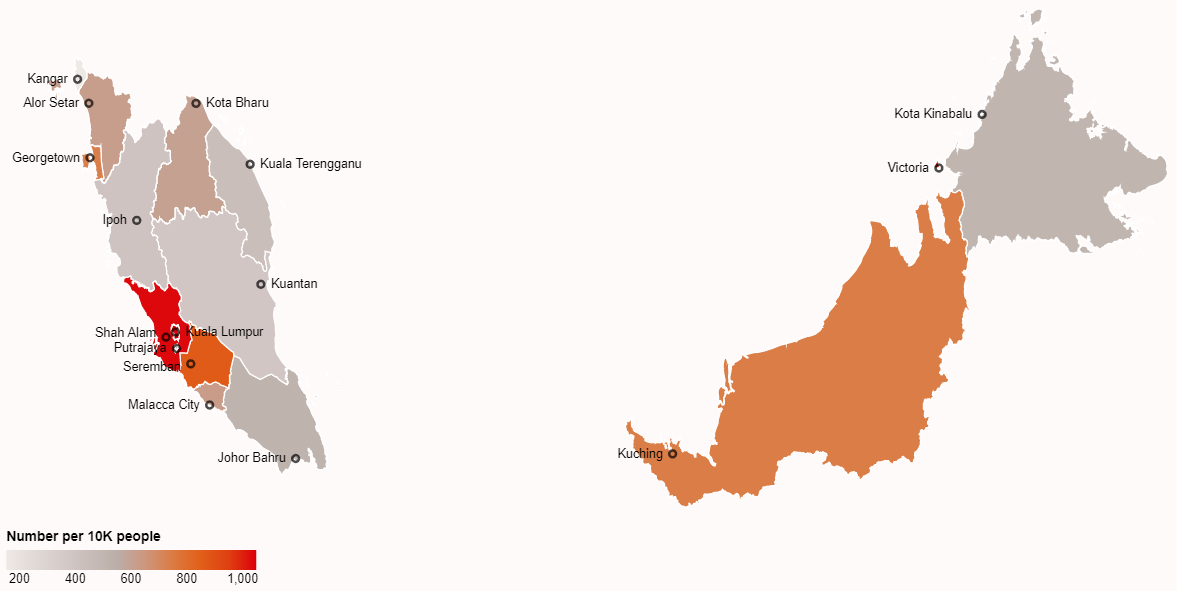 Kangar
Alor Setar
Kota Bharu
Georgetown
Kuala Terengganu
Ipoh
Kuantan
Shah Alam
Kuala Lumpur
Putrajaya
Seremban
Malacca City
Johor Bahru
Kota Kinabalu
Victoria
Kuching
Number per 10K people
200 400 600 800 1,000